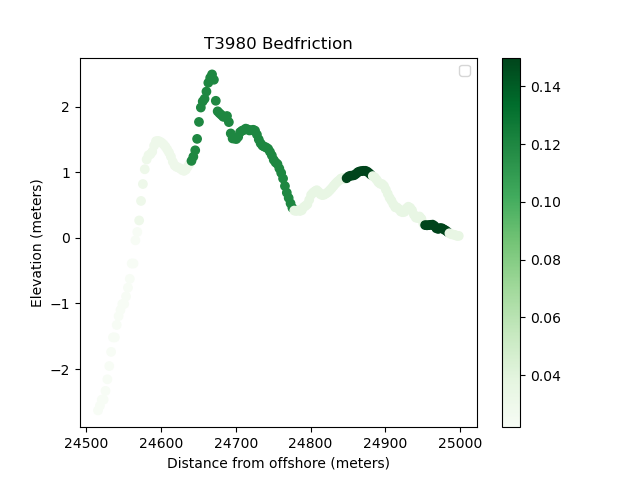 T3980 Bedfriction
Elevation (meters)
2
1
0
−1
−2
24500 24600 24700 24800 24900 25000
Distance from offshore (meters)
0.14
0.12
0.10
0.08
0.06
0.04